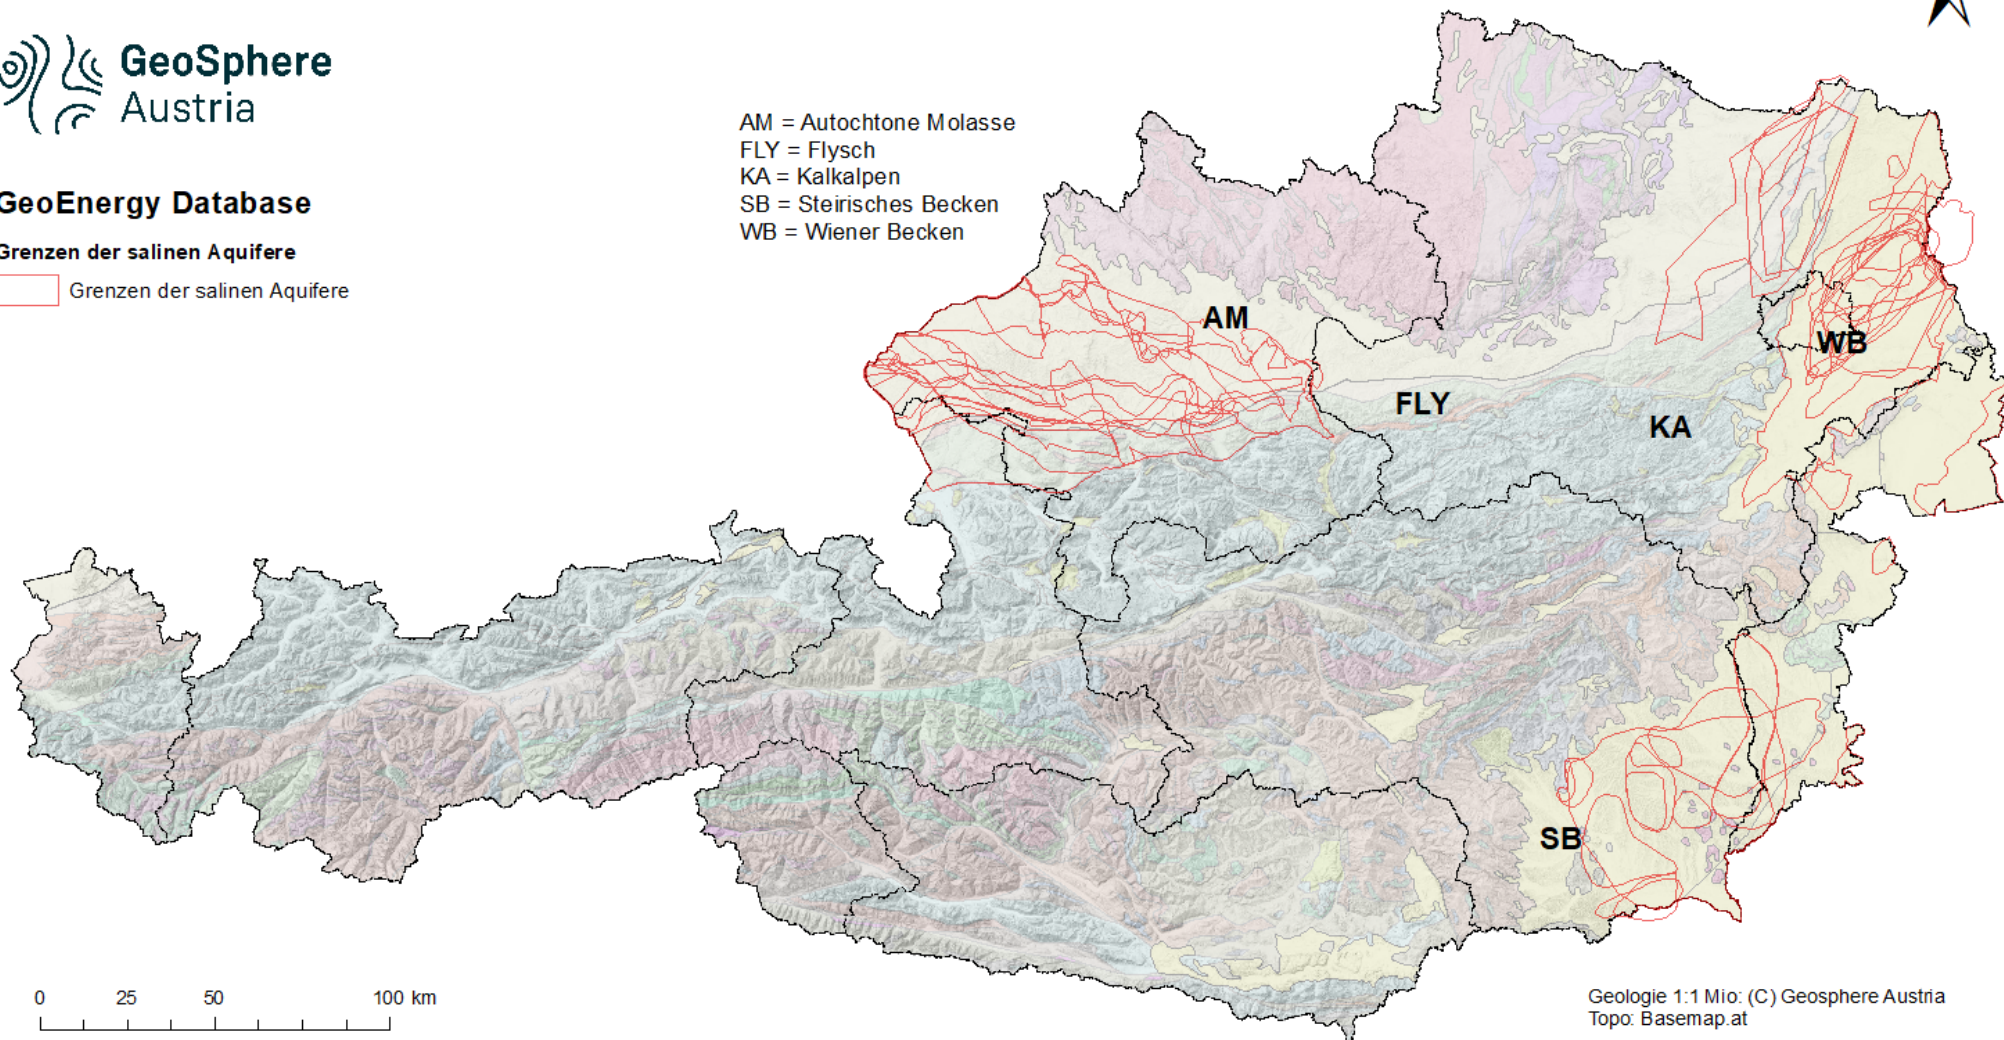 GeoSphere
Austria
GeoEnergy Database
Grenzen der salinen Aquifere
Grenzen der salinen Aquifere
AM = Autochtone Molasse
FLY = Flysch
KA = Kalkalpen
SB = Steirisches Becken
WB = Wiener Becken
AM
WB
FLY
KA
SB
0 25 50 100 km
Geologie 1:1 Mio: (C) Geosphere Austria
Topo: Basemap.at